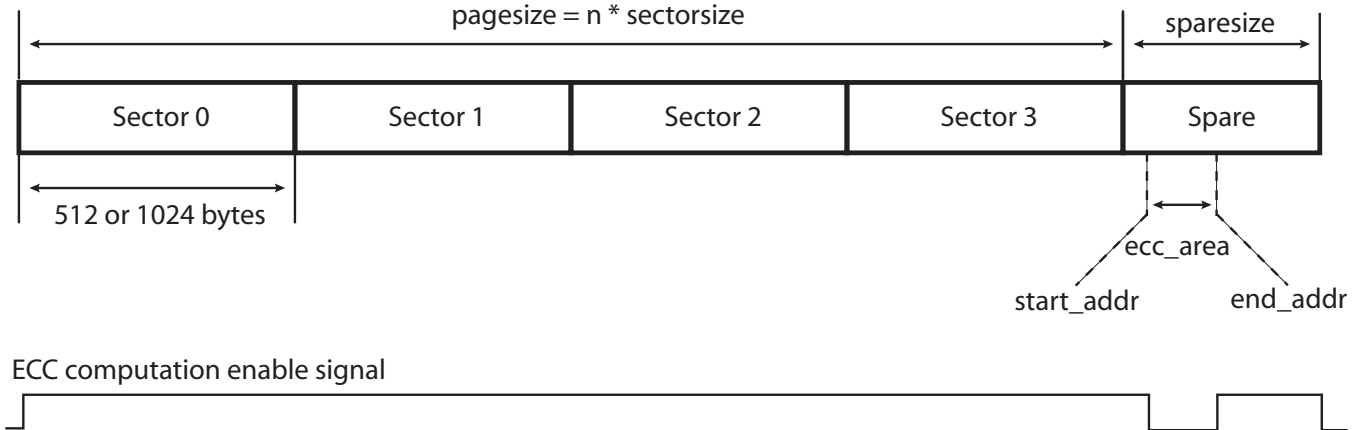 pagesize = n * sectorsize
sparesize
Sector 0
Sector 1
Sector 2
Sector 3
Spare
512 or 1024 bytes
ecc_area
start_addr
end_addr
ECC computation enable signal